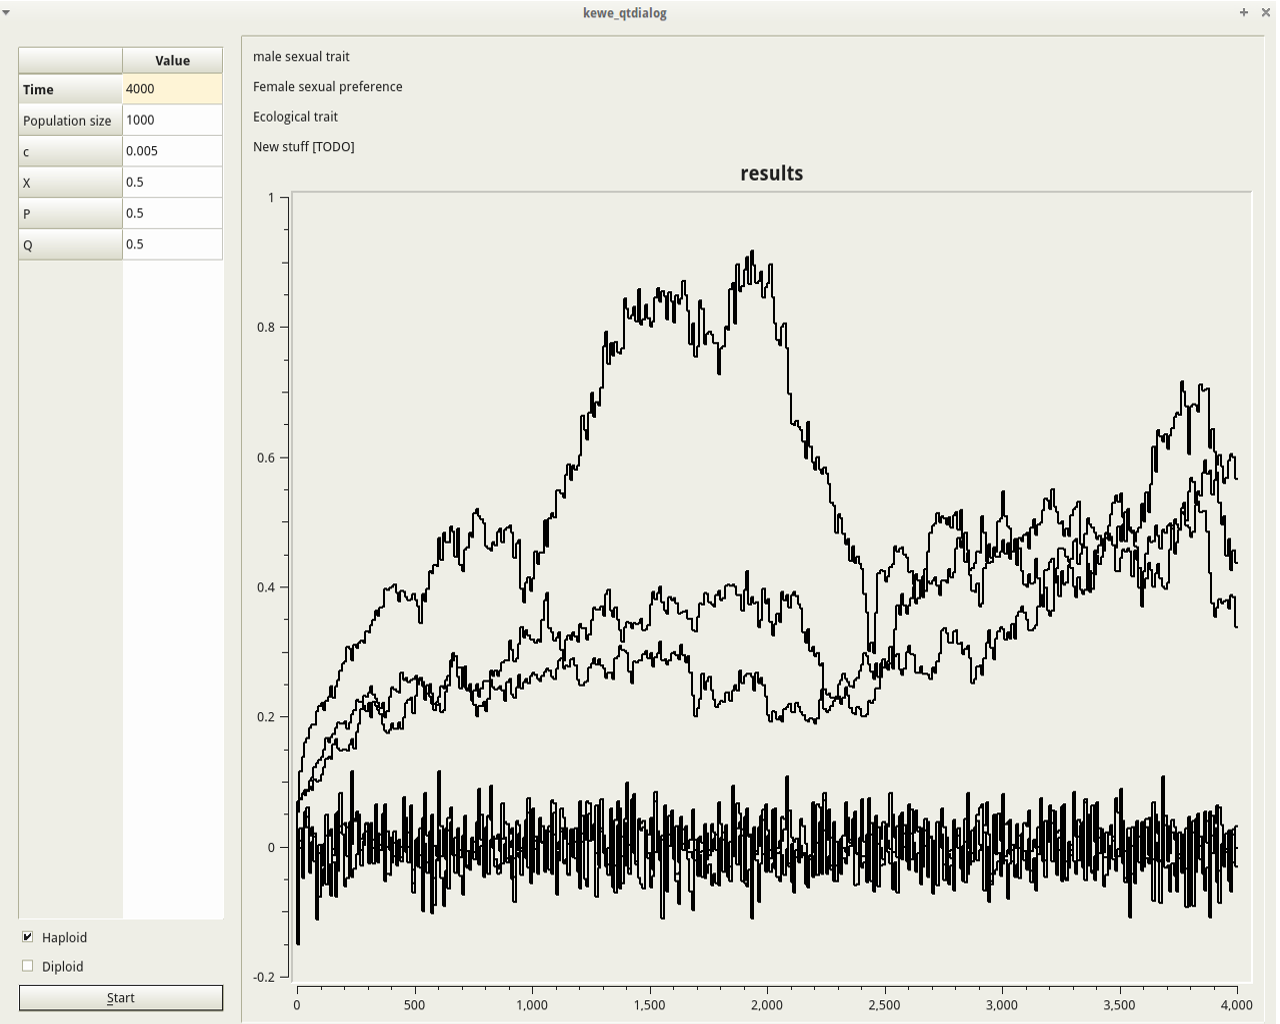 kewe_qtdialog
Value
Time 4000
Population size 1000
c 0.005
X 0.5
P 0.5
Q 0.5
Haploid
Diploid
Start
male sexual trait
Female sexual preference
Ecological trait
New stuff [TODO]
results
1
0.8
0.6
0.4
0.2
0
-0.2
0 500 1,000 1,500 2,000 2,500 3,000 3,500 4,000